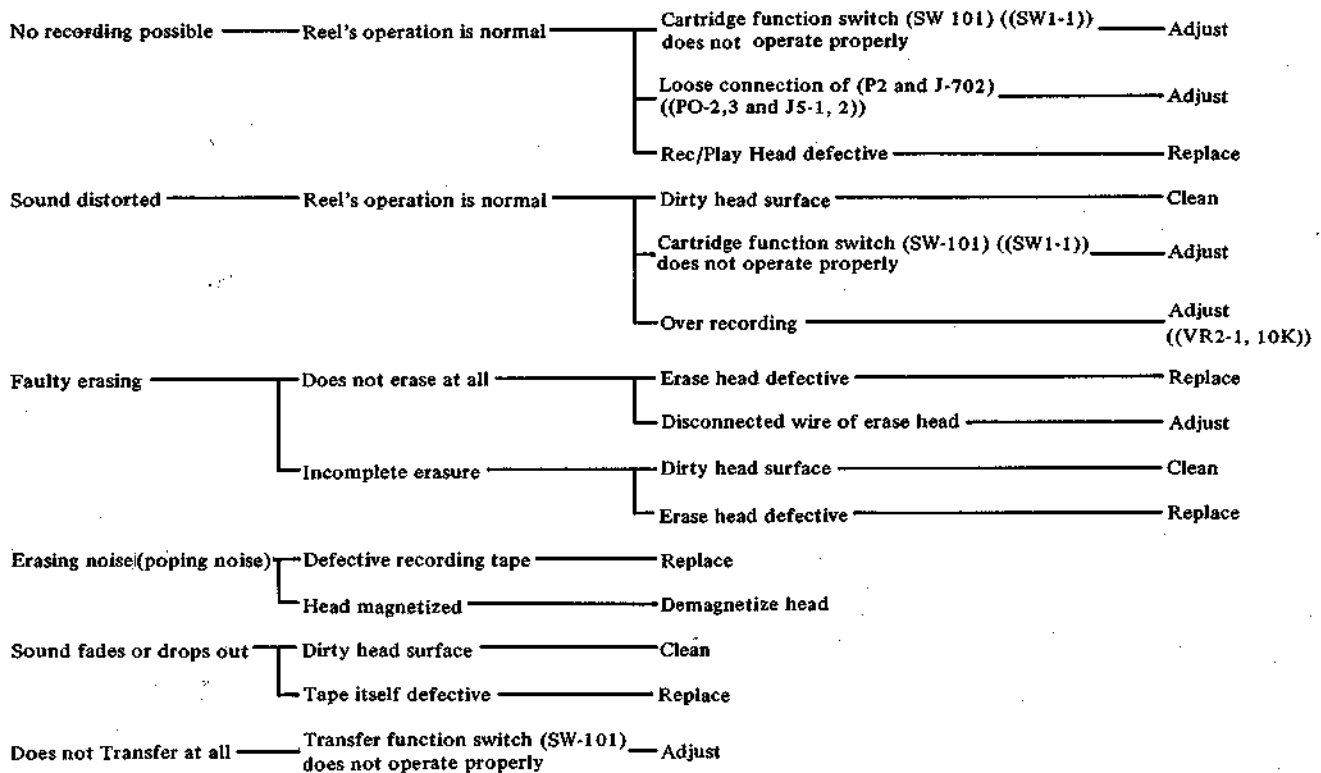 No recording possible Reel's operation is normal Cartridge function switch (SW 101) ((SW1-1)) does not operate properly Adjust
Loose connection of (P2 and J-702) ((PO-2,3 and J5-1, 2)) Adjust
Rec/Play Head defective Replace
Sound distorted Reel's operation is normal Dirty head surface Clean
Cartridge function switch (SW-101) ((SW1-1)) does not operate properly Adjust
Over recording Adjust ((VR2-1, 10K))
Faulty erasing Does not erase at all Erase head defective Replace
Disconnected wire of erase head Adjust
Incomplete erasure Dirty head surface Clean
Erase head defective Replace
Erasing noise (poping noise) Defective recording tape Replace
Head magnetized Demagnetize head
Sound fades or drops out Dirty head surface Clean
Tape itself defective Replace
Does not Transfer at all Transfer function switch (SW-101) does not operate properly Adjust